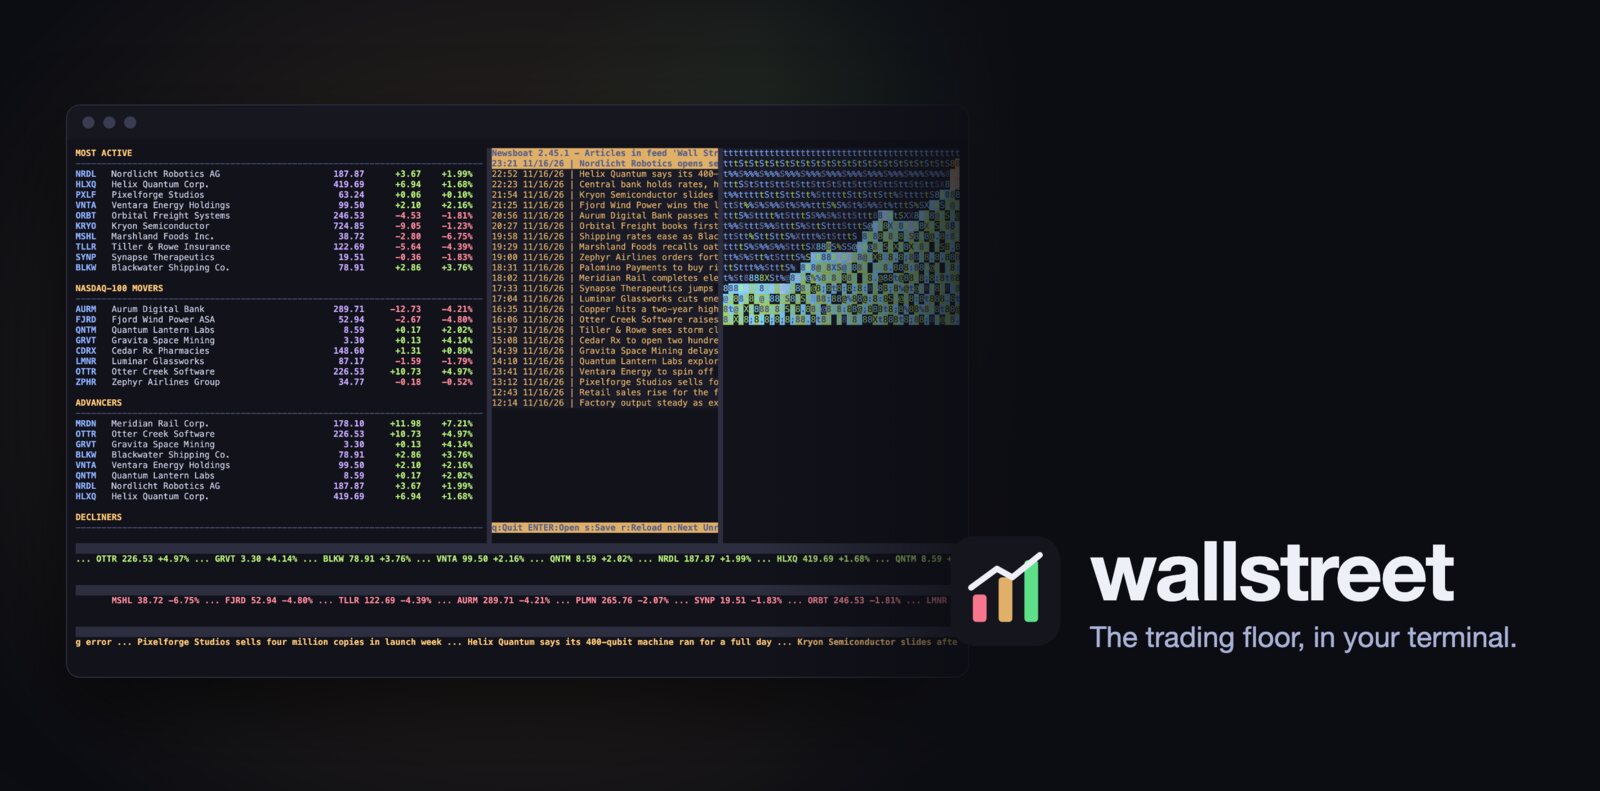 MOST ACTIVE
NRDL Nordlicht Robotics AG 187.87 +3.67 +1.99%
HLXQ Helix Quantum Corp. 419.69 +6.94 +1.68%
PXLF Pixelforge Studios 63.24 +0.06 +0.10%
VNTA Ventara Energy Holdings 99.50 +2.10 +2.16%
ORBT Orbital Freight Systems 246.53 −4.53 −1.81%
KRYO Kryon Semiconductor 724.85 −9.05 −1.23%
MSHL Marshland Foods Inc. 38.72 −2.80 −6.75%
TLLR Tiller & Rowe Insurance 122.69 −5.64 −4.39%
SYNP Synapse Therapeutics 19.51 −0.36 −1.83%
BLKW Blackwater Shipping Co. 78.91 +2.86 +3.76%
NASDAQ−100 MOVERS
AURM Aurum Digital Bank 289.71 −12.73 −4.21%
FJRD Fjord Wind Power ASA 52.94 −2.67 −4.80%
QNTM Quantum Lantern Labs 8.59 +0.17 +2.02%
GRVT Gravita Space Mining 3.30 +0.13 +4.14%
CDRX Cedar Rx Pharmacies 148.60 +1.31 +0.89%
LMNR Luminar Glassworks 87.17 −1.59 −1.79%
OTTR Otter Creek Software 226.53 +10.73 +4.97%
ZPHR Zephyr Airlines Group 34.77 −0.18 −0.52%
ADVANCERS
MRDN Meridian Rail Corp. 178.10 +11.98 +7.21%
OTTR Otter Creek Software 226.53 +10.73 +4.97%
GRVT Gravita Space Mining 3.30 +0.13 +4.14%
BLKW Blackwater Shipping Co. 78.91 +2.86 +3.76%
VNTA Ventara Energy Holdings 99.50 +2.10 +2.16%
QNTM Quantum Lantern Labs 8.59 +0.17 +2.02%
NRDL Nordlicht Robotics AG 187.87 +3.67 +1.99%
HLXQ Helix Quantum Corp. 419.69 +6.94 +1.68%
DECLINERS
Newsboat 2.45.1 − Articles in feed 'Wall Str
23:21 11/16/26 | Nordlicht Robotics opens se
22:52 11/16/26 | Helix Quantum says its 400−
22:23 11/16/26 | Central bank holds rates, h
21:54 11/16/26 | Kryon Semiconductor slides
21:25 11/16/26 | Fjord Wind Power wins the l
20:56 11/16/26 | Aurum Digital Bank passes t
20:27 11/16/26 | Orbital Freight books first
19:58 11/16/26 | Shipping rates ease as Blac
19:29 11/16/26 | Marshland Foods recalls oat
19:00 11/16/26 | Zephyr Airlines orders fort
18:31 11/16/26 | Palomino Payments to buy ri
18:02 11/16/26 | Meridian Rail completes ele
17:33 11/16/26 | Synapse Therapeutics jumps
17:04 11/16/26 | Luminar Glassworks cuts ene
16:35 11/16/26 | Copper hits a two−year high
16:06 11/16/26 | Otter Creek Software raises
15:37 11/16/26 | Tiller & Rowe sees storm cl
15:08 11/16/26 | Cedar Rx to open two hundre
14:39 11/16/26 | Gravita Space Mining delays
14:10 11/16/26 | Quantum Lantern Labs explor
13:41 11/16/26 | Ventara Energy to spin off
13:12 11/16/26 | Pixelforge Studios sells fo
12:43 11/16/26 | Retail sales rise for the f
12:14 11/16/26 | Factory output steady as ex
q:Quit ENTER:Open s:Save r:Reload n:Next Unr
... OTTR 226.53 +4.97% ... GRVT 3.30 +4.14% ... BLKW 78.91 +3.76% ... VNTA 99.50 +2.16% ... QNTM 8.59 +2.02% ... NRDL 187.87 +1.99% ... HLXQ 419.69 +1.68% ... QNTM 8.59 +
MSHL 38.72 −6.75% ... FJRD 52.94 −4.80% ... TLLR 122.69 −4.39% ... AURM 289.71 −4.21% ... PLMN 265.76 −2.07% ... SYNP 19.51 −1.83% ... ORBT 246.53 −1.81% ... LMNR
g error ... Pixelforge Studios sells four million copies in launch week ... Helix Quantum says its 400−qubit machine ran for a full day ... Kryon Semiconductor slides afte
wallstreet
The trading floor, in your terminal.